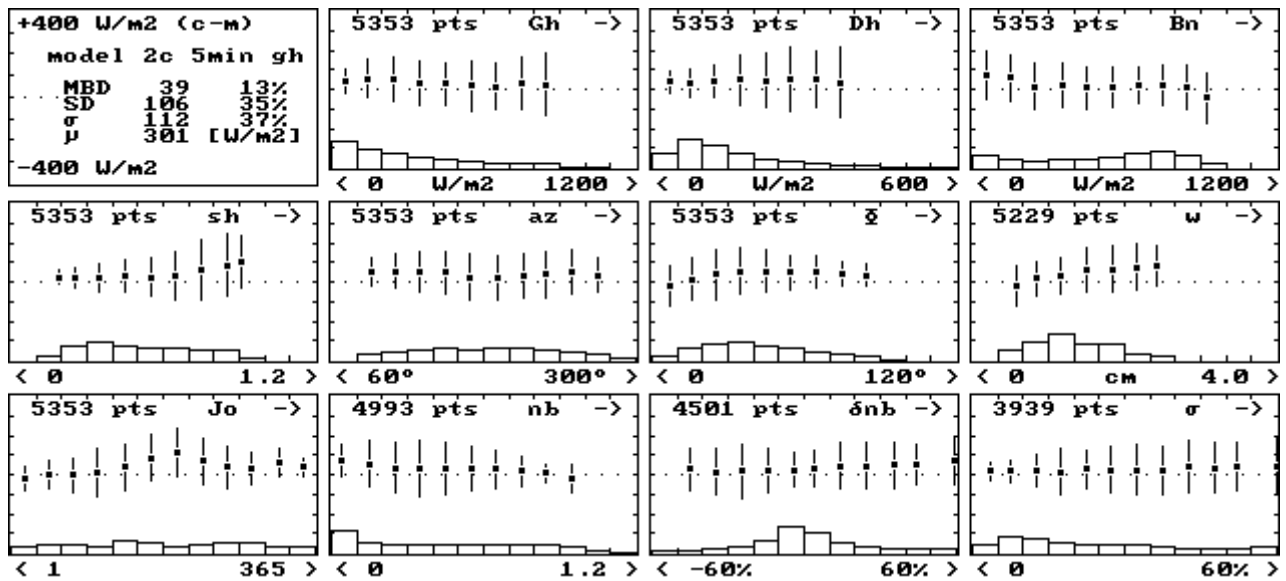 +400 W/m2 (c-m)
model 2c 5min gh
MBD 39 13%
SD 106 35%
σ 112 37%
μ 301 [W/m2]
-400 W/m2
5353 pts Gh ->
< 0 W/m2 1200 >
5353 pts Dh ->
< 0 W/m2 600 >
5353 pts Bn ->
< 0 W/m2 1200 >
5353 pts sh ->
< 0 1.2 >
5353 pts az ->
< 60° 300° >
5353 pts Φ ->
< 0 120° >
5229 pts w ->
< 0 cm 4.0 >
5353 pts Jo ->
< 1 365 >
4993 pts nb ->
< 0 1.2 >
4501 pts δnb ->
< -60% 60% >
3939 pts σ ->
< 0 60% >